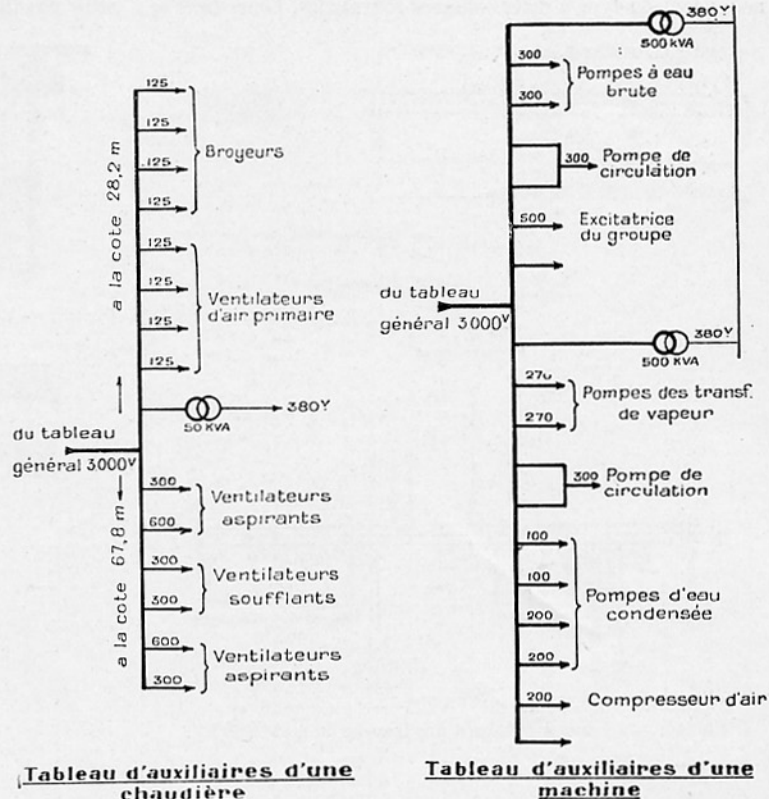 a la cote 28,2 m
125
125
125
125
Broyeurs
125
125
125
125
Ventilateurs
d'air primaire
50 KVA
380V
du tableau
général 3000V
a la cote 67,8 m
300
600
Ventilateurs
aspirants
300
300
Ventilateurs
soufflants
600
300
Ventilateurs
aspirants
Tableau d'auxiliaires d'une
chaudière
380V
500 KVA
300
300
Pompes à eau
brute
300
Pompe de
circulation
500
Excitatrice
du groupe
du tableau
général 3000V
380V
500 KVA
270
270
Pompes des transf.
de vapeur
300
Pompe de
circulation
100
100
200
200
Pompes d'eau
condensée
200
Compresseur d'air
Tableau d'auxiliaires d'une
machine